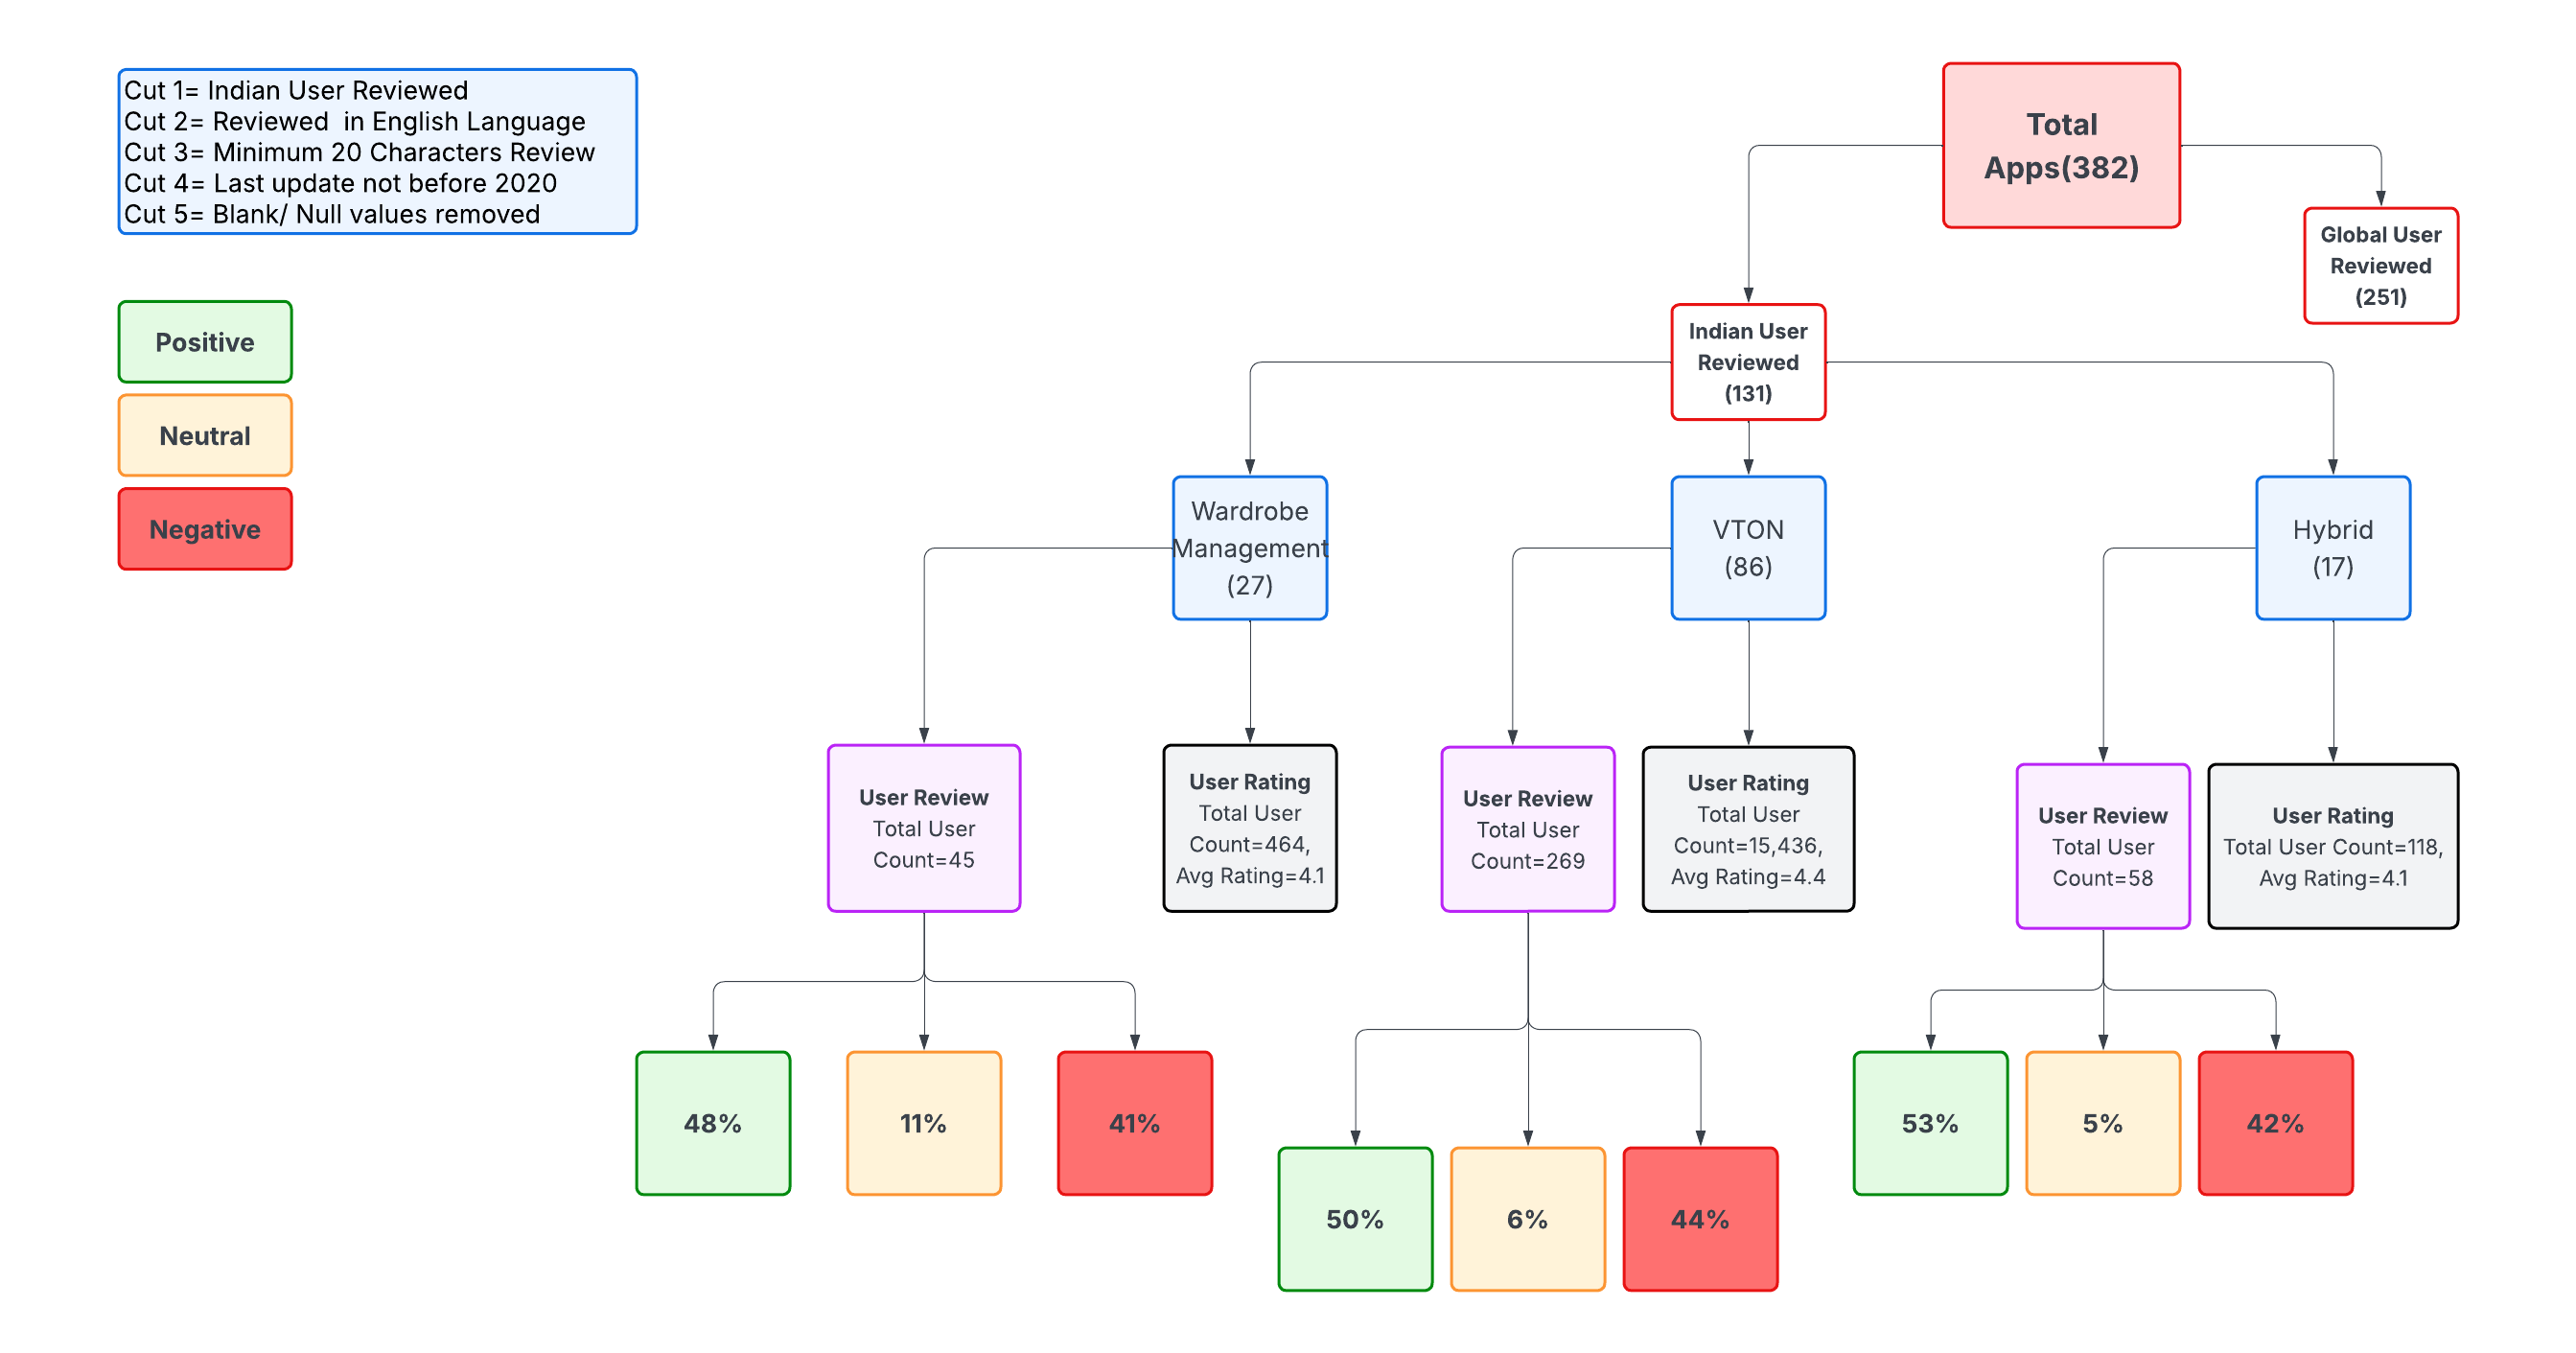 Cut 1= Indian User Reviewed
Cut 2= Reviewed  in English Language
Cut 3= Minimum 20 Characters Review
Cut 4= Last update not before 2020
Cut 5= Blank/ Null values removed
Positive
Neutral
Negative
Total
Apps(382)
Global User
Reviewed
(251)
Indian User
Reviewed
(131)
Wardrobe
Management
(27)
VTON
(86)
Hybrid
(17)
User Review
Total User
Count=45
User Rating
Total User
Count=464,
Avg Rating=4.1
User Review
Total User
Count=269
User Rating
Total User
Count=15,436,
Avg Rating=4.4
User Review
Total User
Count=58
User Rating
Total User Count=118,
Avg Rating=4.1
48%
11%
41%
50%
6%
44%
53%
5%
42%